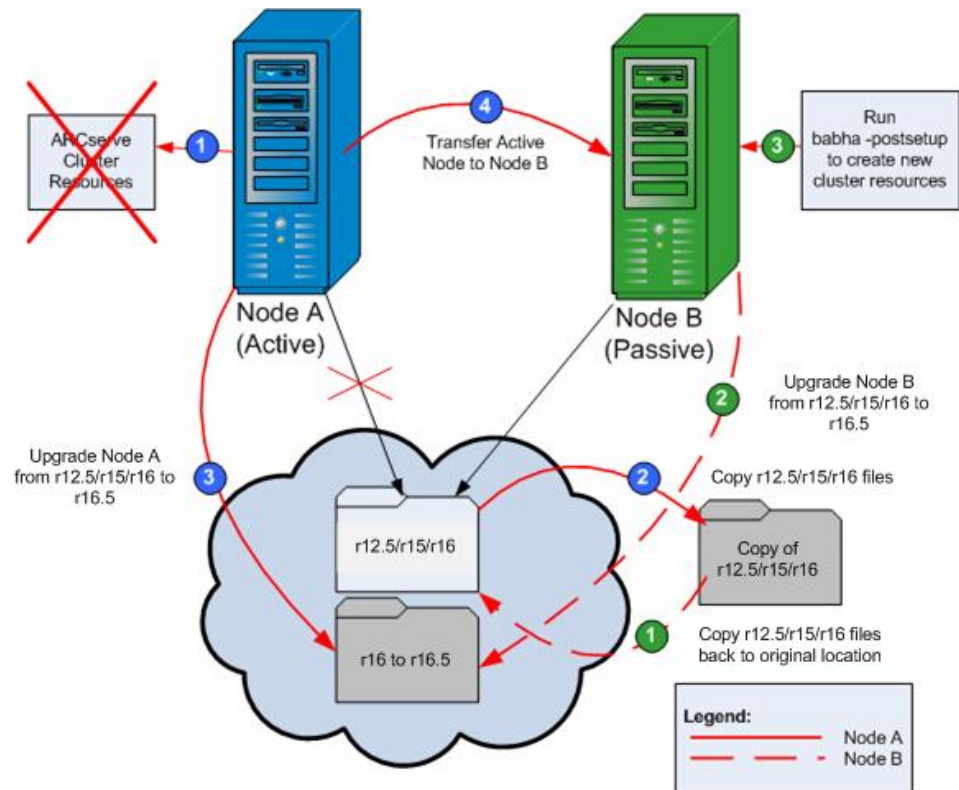 ARCserve
Cluster
Resources
1
4
Transfer Active
Node to Node B
3
Run
babha -postsetup
to create new
cluster resources
Node A
(Active)
Node B
(Passive)
2
Upgrade Node B
from r12.5/r15/r16 to
r16.5
Upgrade Node A
from r12.5/r15/r16 to
r16.5
3
2
Copy r12.5/r15/r16 files
r12.5/r15/r16
Copy of
r12.5/r15/r16
1
Copy r12.5/r15/r16 files
back to original location
r16 to r16.5
Legend:
Node A
Node B